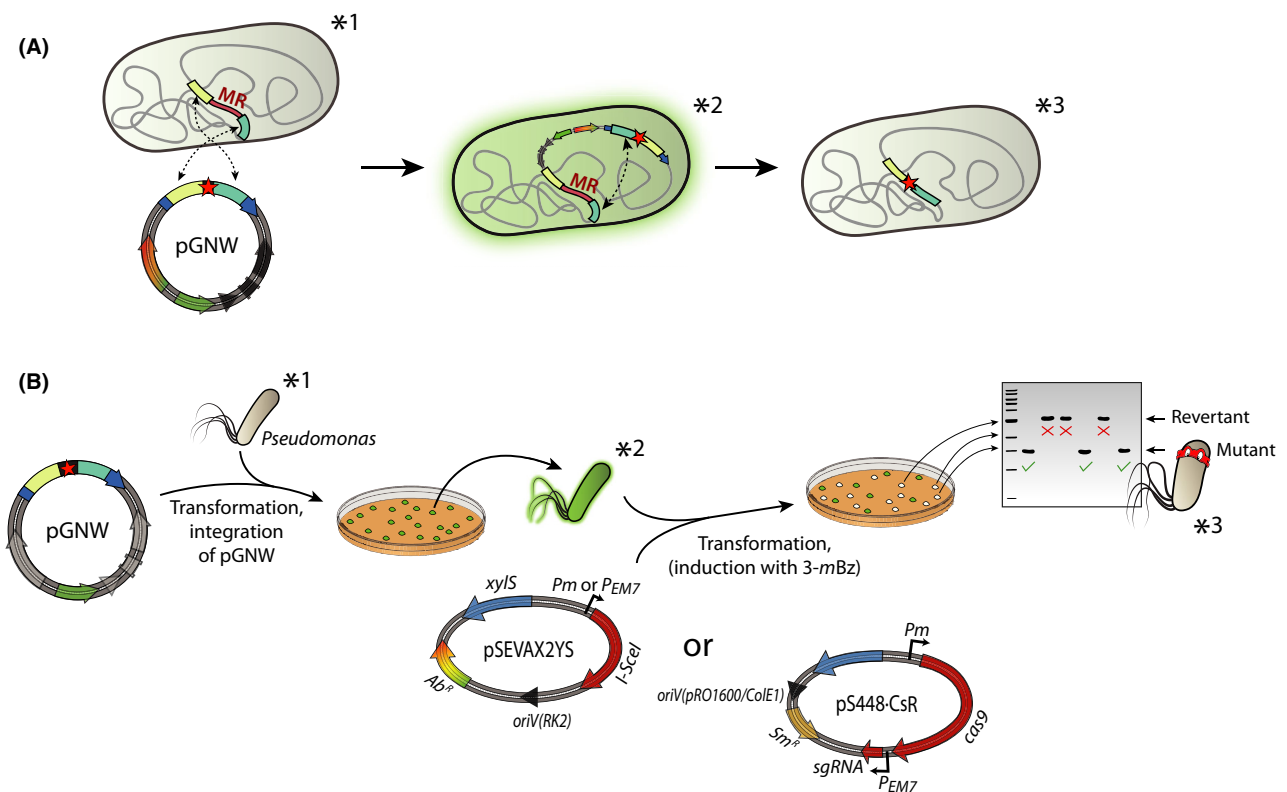 (A)
*1
MR
pGNW
*2
MR
*3
(B)
*1
Pseudomonas
pGNW
Transformation,
integration
of pGNW
*2
Transformation,
(induction with 3-mBz)
Revertant
Mutant
*3
xylS
Pm or PEM7
pSEVAX2YS
I-SceI
AbR
oriV(RK2)
or
Pm
oriV(pRO1600/ColE1)
pS448·CsR
cas9
SmR
sgRNA
PEM7